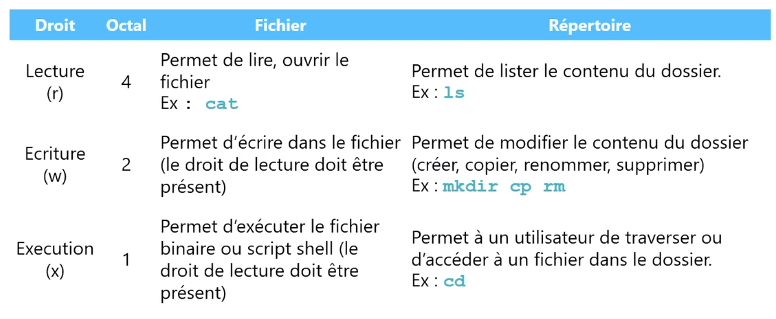 Droit Octal Fichier Répertoire
Lecture
(r)
4
Permet de lire, ouvrir le
fichier
Ex : cat
Permet de lister le contenu du dossier.
Ex : ls
Ecriture
(w)
2
Permet d'écrire dans le fichier
(le droit de lecture doit être
présent)
Permet de modifier le contenu du dossier
(créer, copier, renommer, supprimer)
Ex : mkdir cp rm
Execution
(x)
1
Permet d'exécuter le fichier
binaire ou script shell (le
droit de lecture doit être
présent)
Permet à un utilisateur de traverser ou
d'accéder à un fichier dans le dossier.
Ex : cd